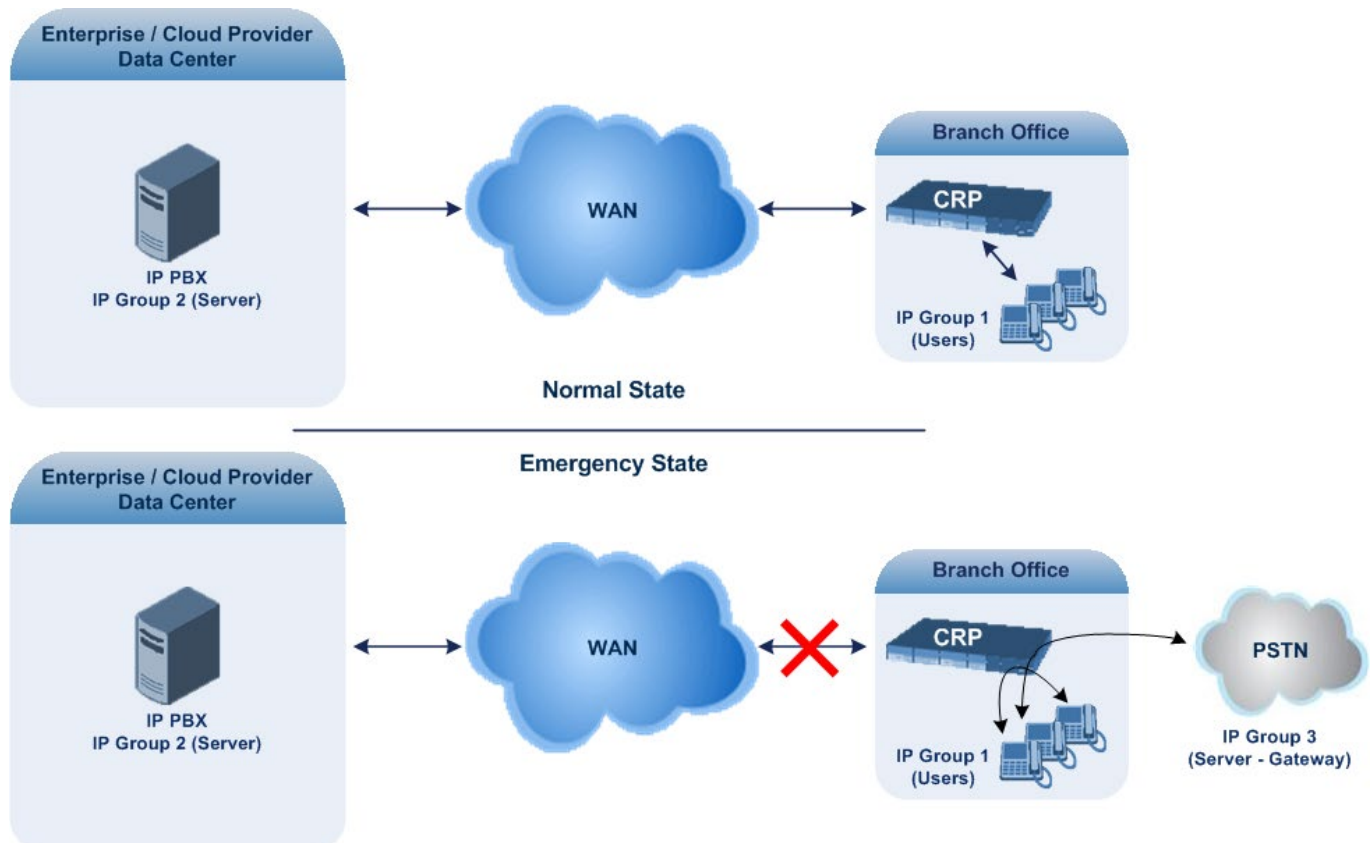 Enterprise / Cloud Provider
Data Center
IP PBX
IP Group 2 (Server)
WAN
Branch Office
CRP
IP Group 1
(Users)
Normal State
Emergency State
Enterprise / Cloud Provider
Data Center
IP PBX
IP Group 2 (Server)
WAN
Branch Office
CRP
IP Group 1
(Users)
PSTN
IP Group 3
(Server - Gateway)